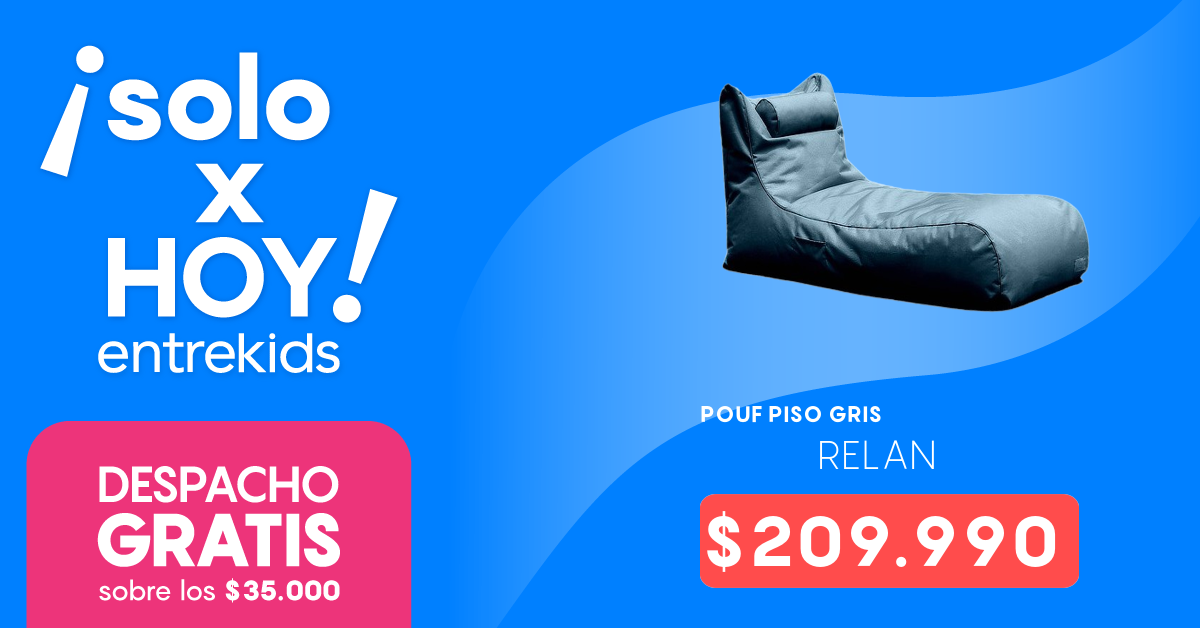 ¡solo
x
HOY!
entrekids
DESPACHO
GRATIS
sobre los $35.000
POUF PISO GRIS
RELAN
$209.990